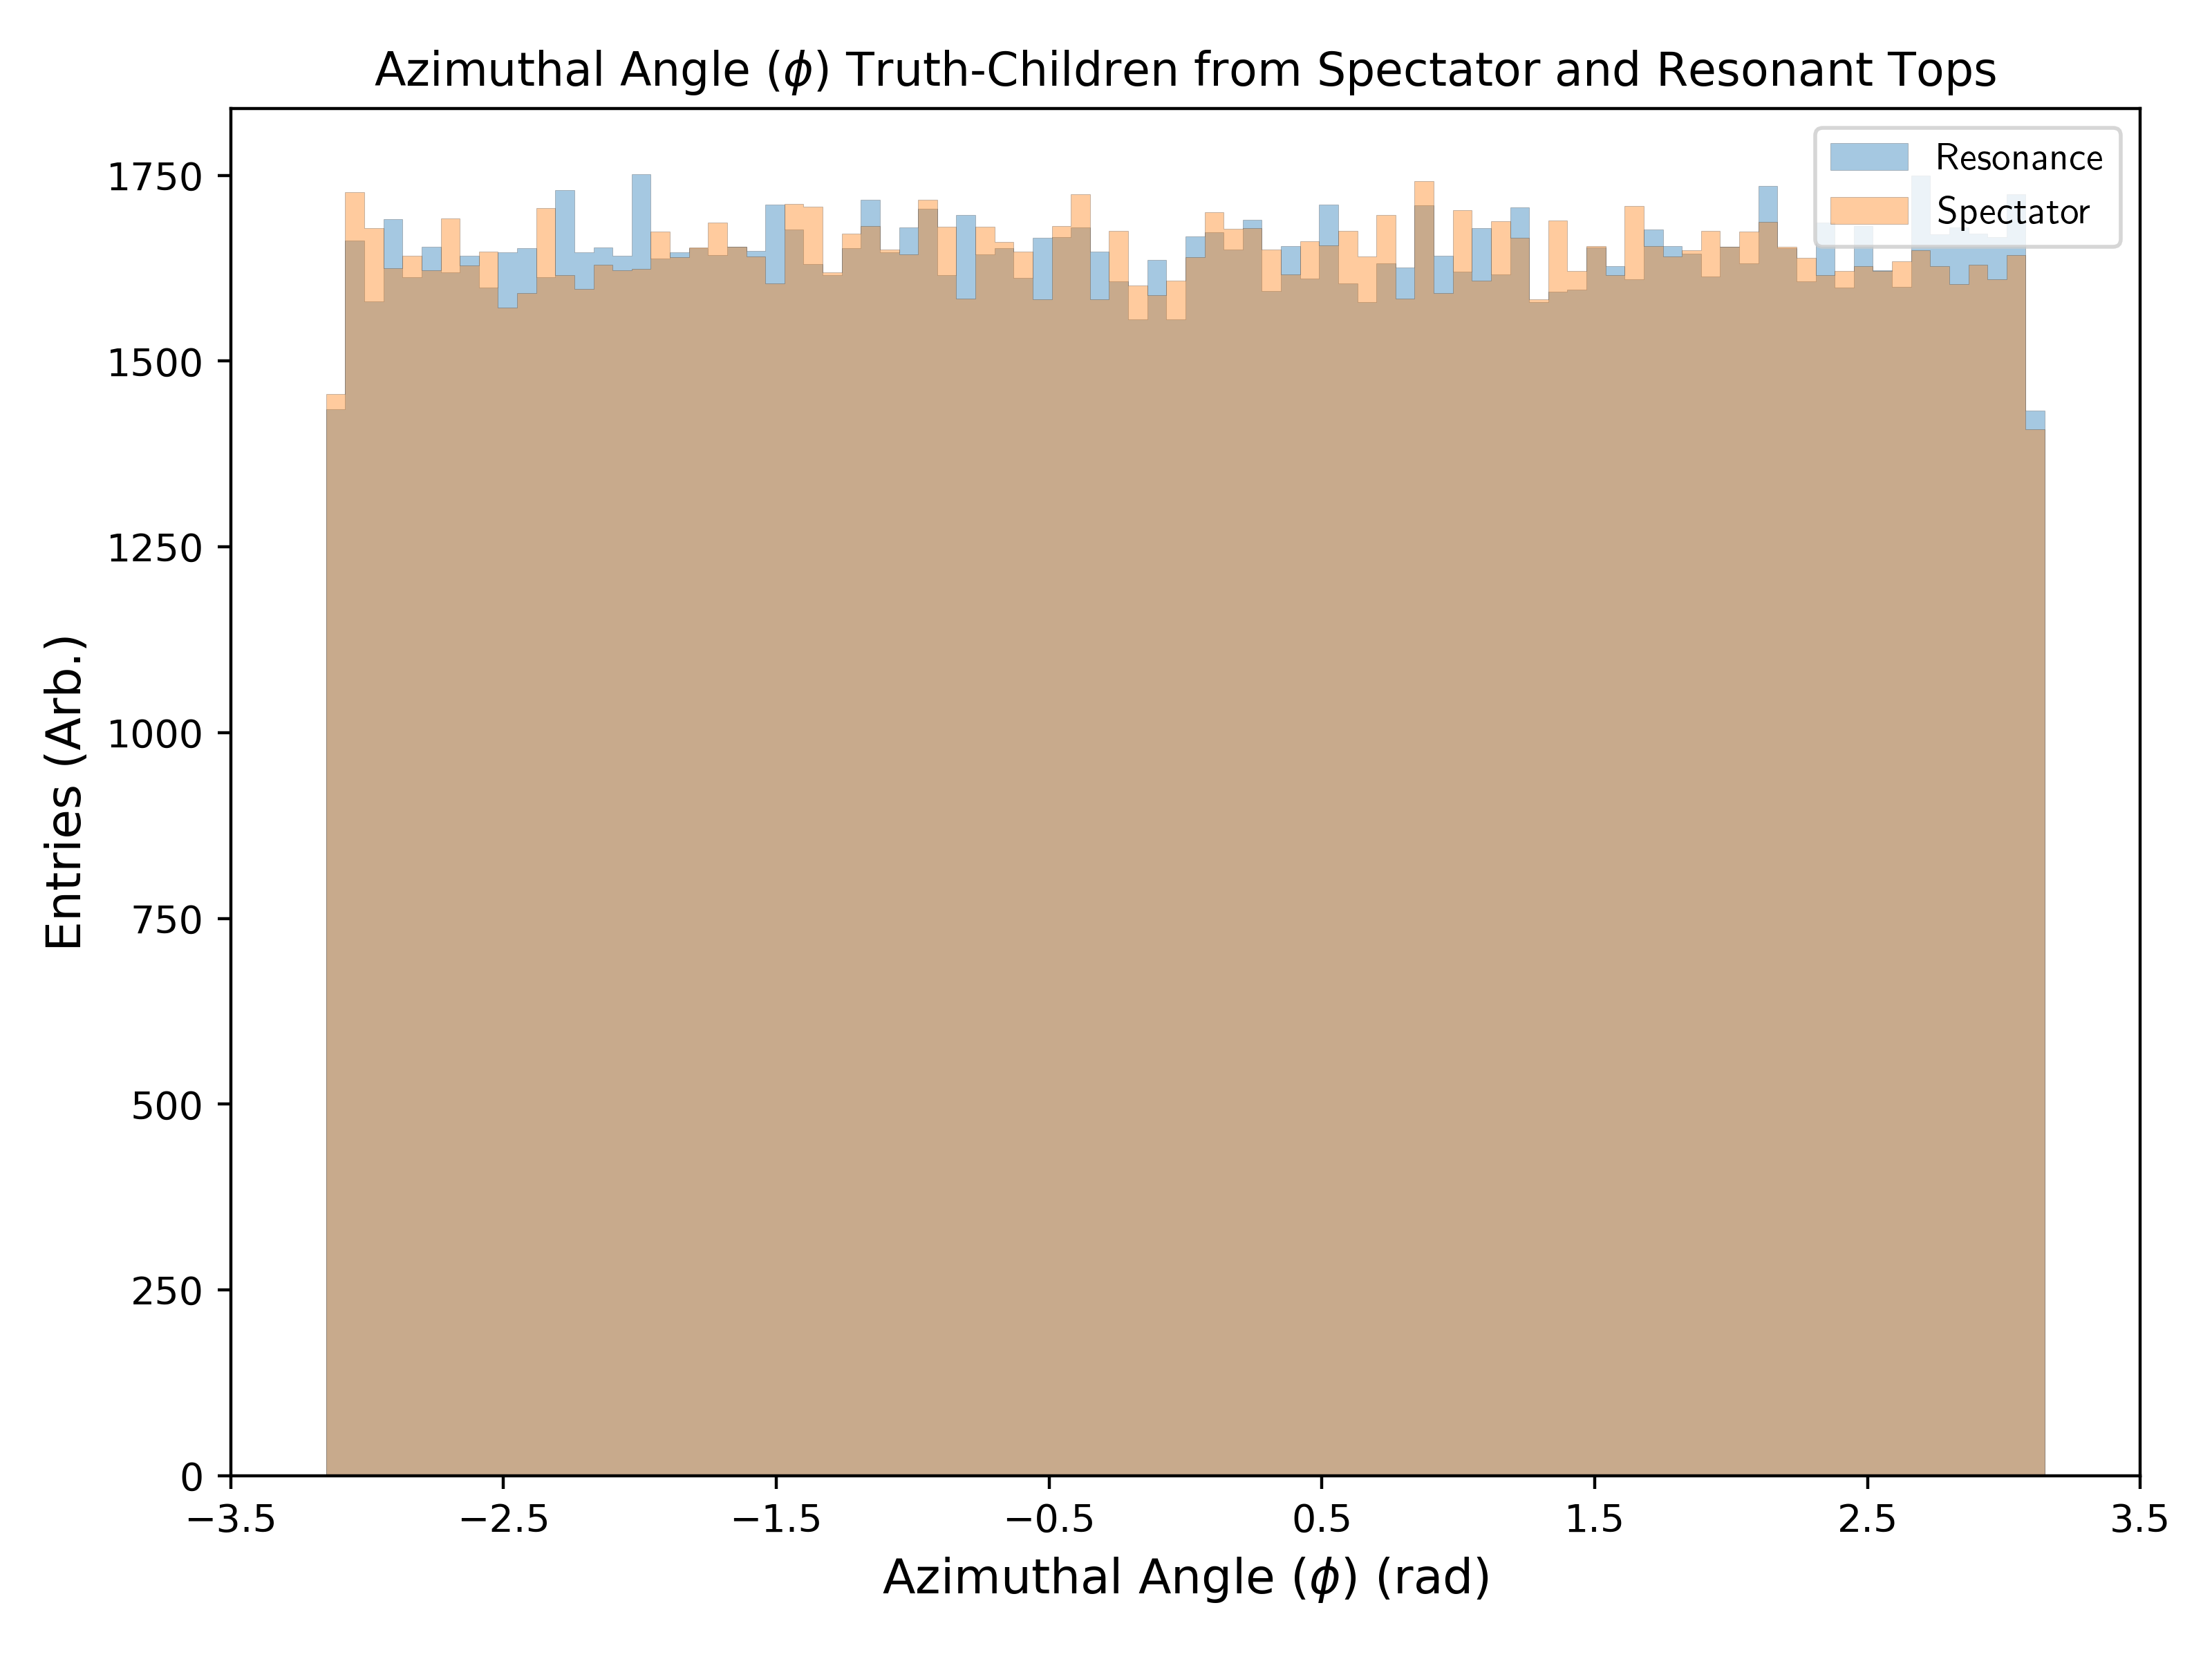 Azimuthal Angle (ϕ) Truth-Children from Spectator and Resonant Tops
Resonance
Spectator
1750
1500
1250
1000
750
500
250
0
Entries (Arb.)
−3.5 −2.5 −1.5 −0.5 0.5 1.5 2.5 3.5
Azimuthal Angle (ϕ) (rad)